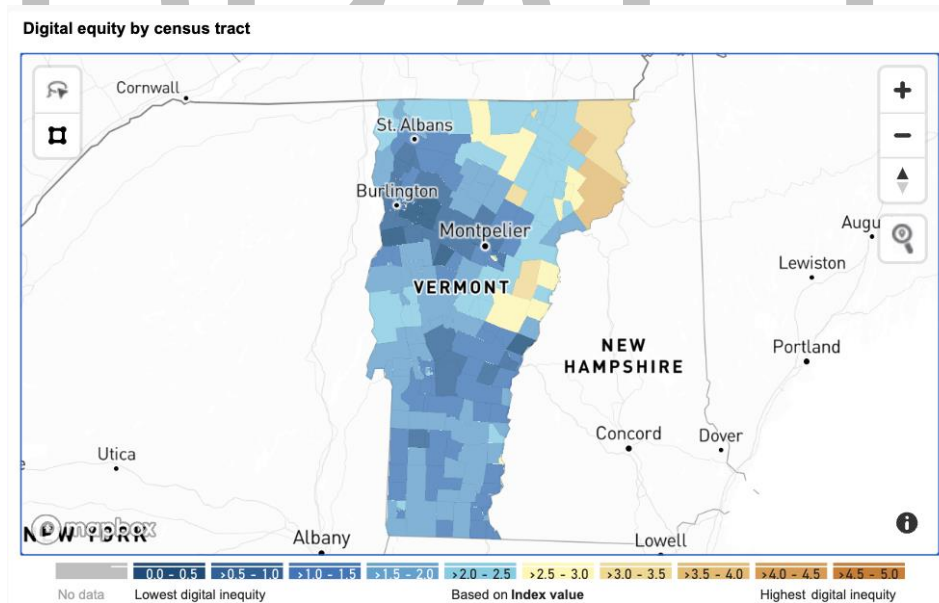 Digital equity by census tract
Cornwall
St. Albans
Burlington
Montpelier
Augu
Lewiston
VERMONT
NEW
HAMPSHIRE
Portland
Concord
Dover
Utica
mapbox
NEW YORK
Albany
Lowell
0.0 - 0.5 >0.5 - 1.0 >1.0 - 1.5 >1.5 - 2.0 >2.0 - 2.5 >2.5 - 3.0 >3.0 - 3.5 >3.5 - 4.0 >4.0 - 4.5 >4.5 - 5.0
No data Lowest digital inequity Based on Index value Highest digital inequity